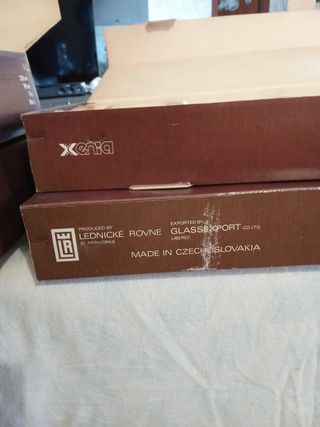 Xenia
PRODUCED BY
LEDNICKE ROVNE
GLASSWORKS
EXPORTED BY
GLASSEXPORT CO.LTD
LIBEREC
MADE IN CZECHOSLOVAKIA